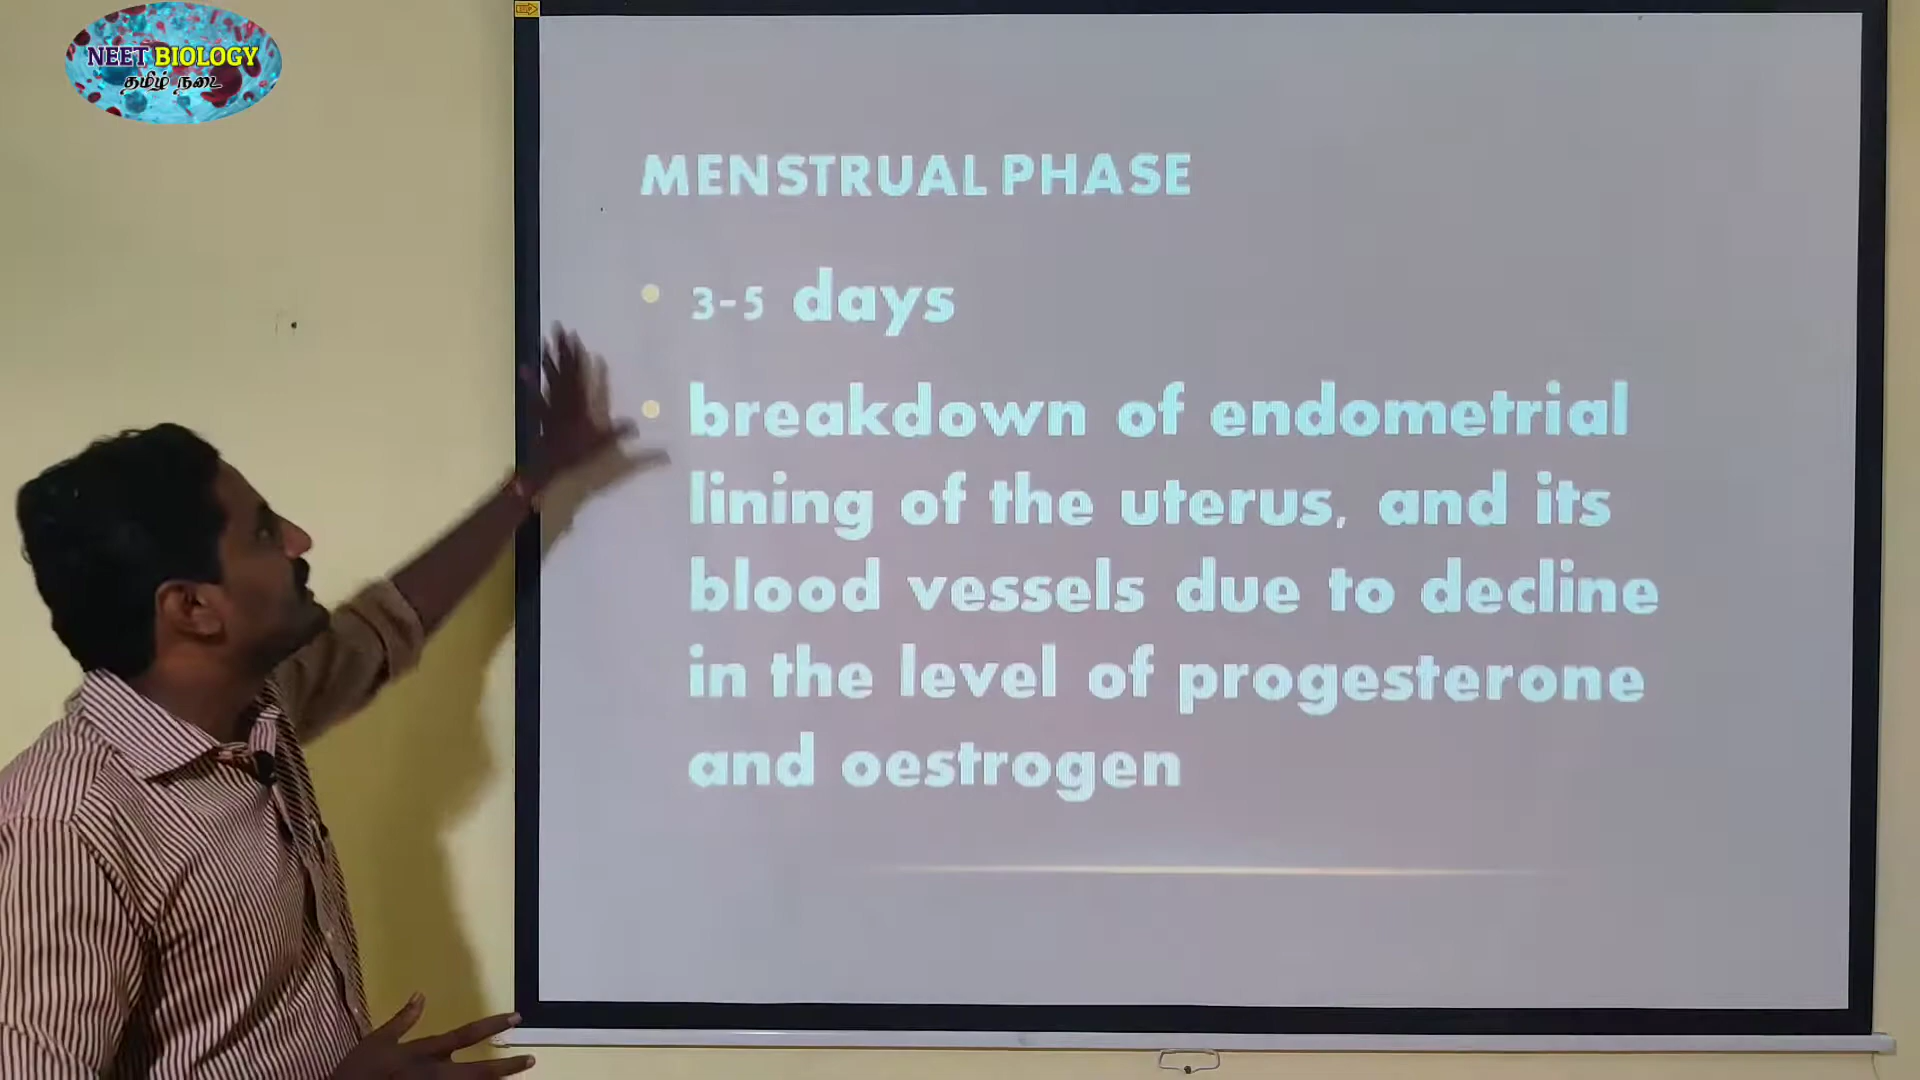 NEET BIOLOGY
தமிழ் நடை
MENSTRUAL PHASE
• 3-5 days
• breakdown of endometrial
lining of the uterus, and its
blood vessels due to decline
in the level of progesterone
and oestrogen